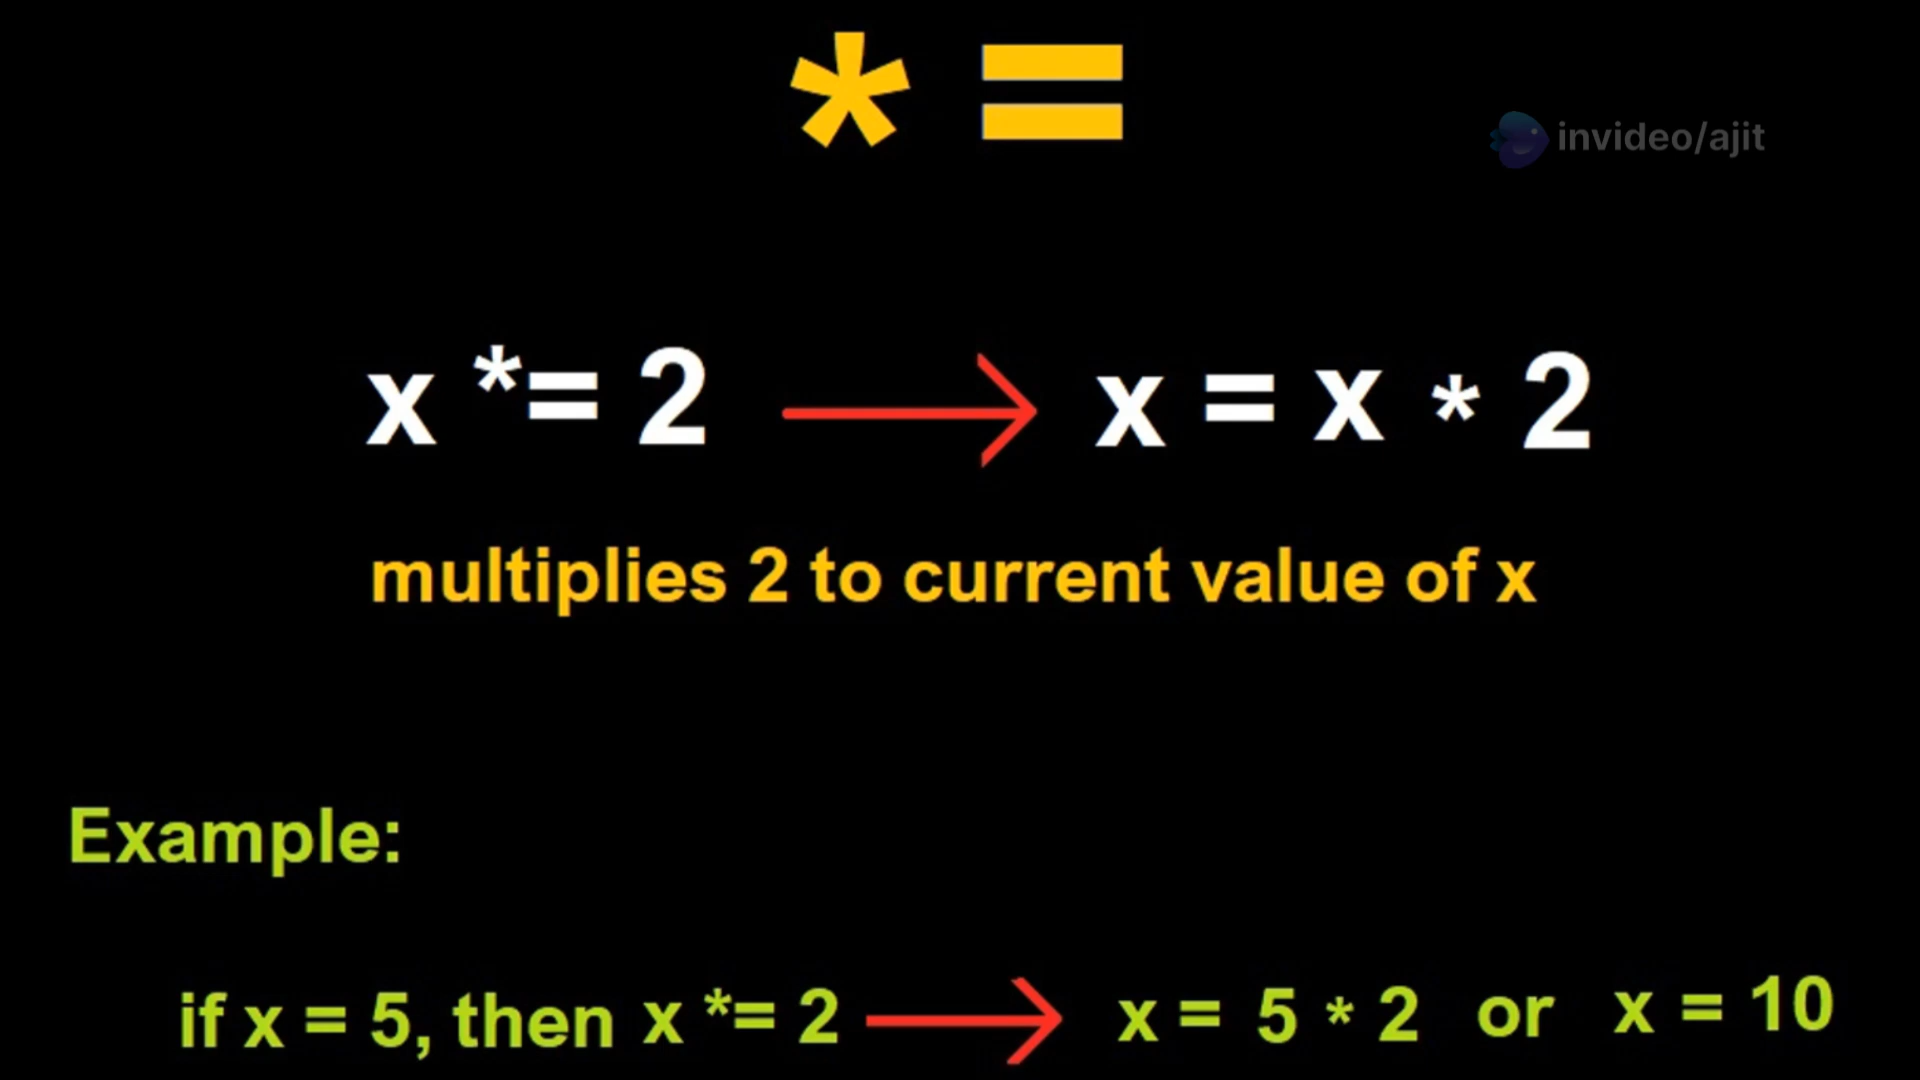 * =
invideo/ajit
x *= 2 → x = x * 2
multiplies 2 to current value of x
Example:
if x = 5, then x *= 2 → x = 5 * 2 or x = 10